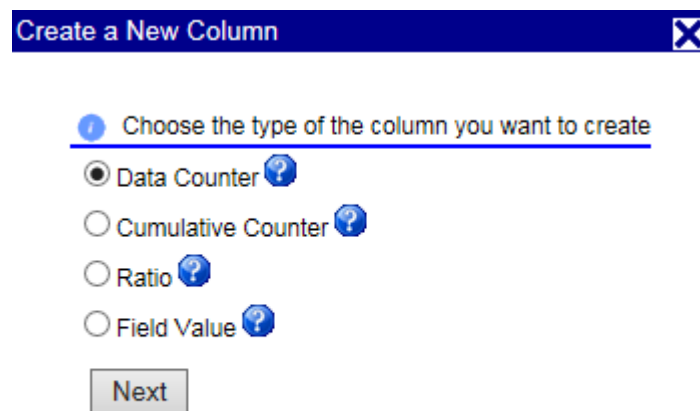 Create a New Column
Choose the type of the column you want to create
Data Counter ?
Cumulative Counter ?
Ratio ?
Field Value ?
Next